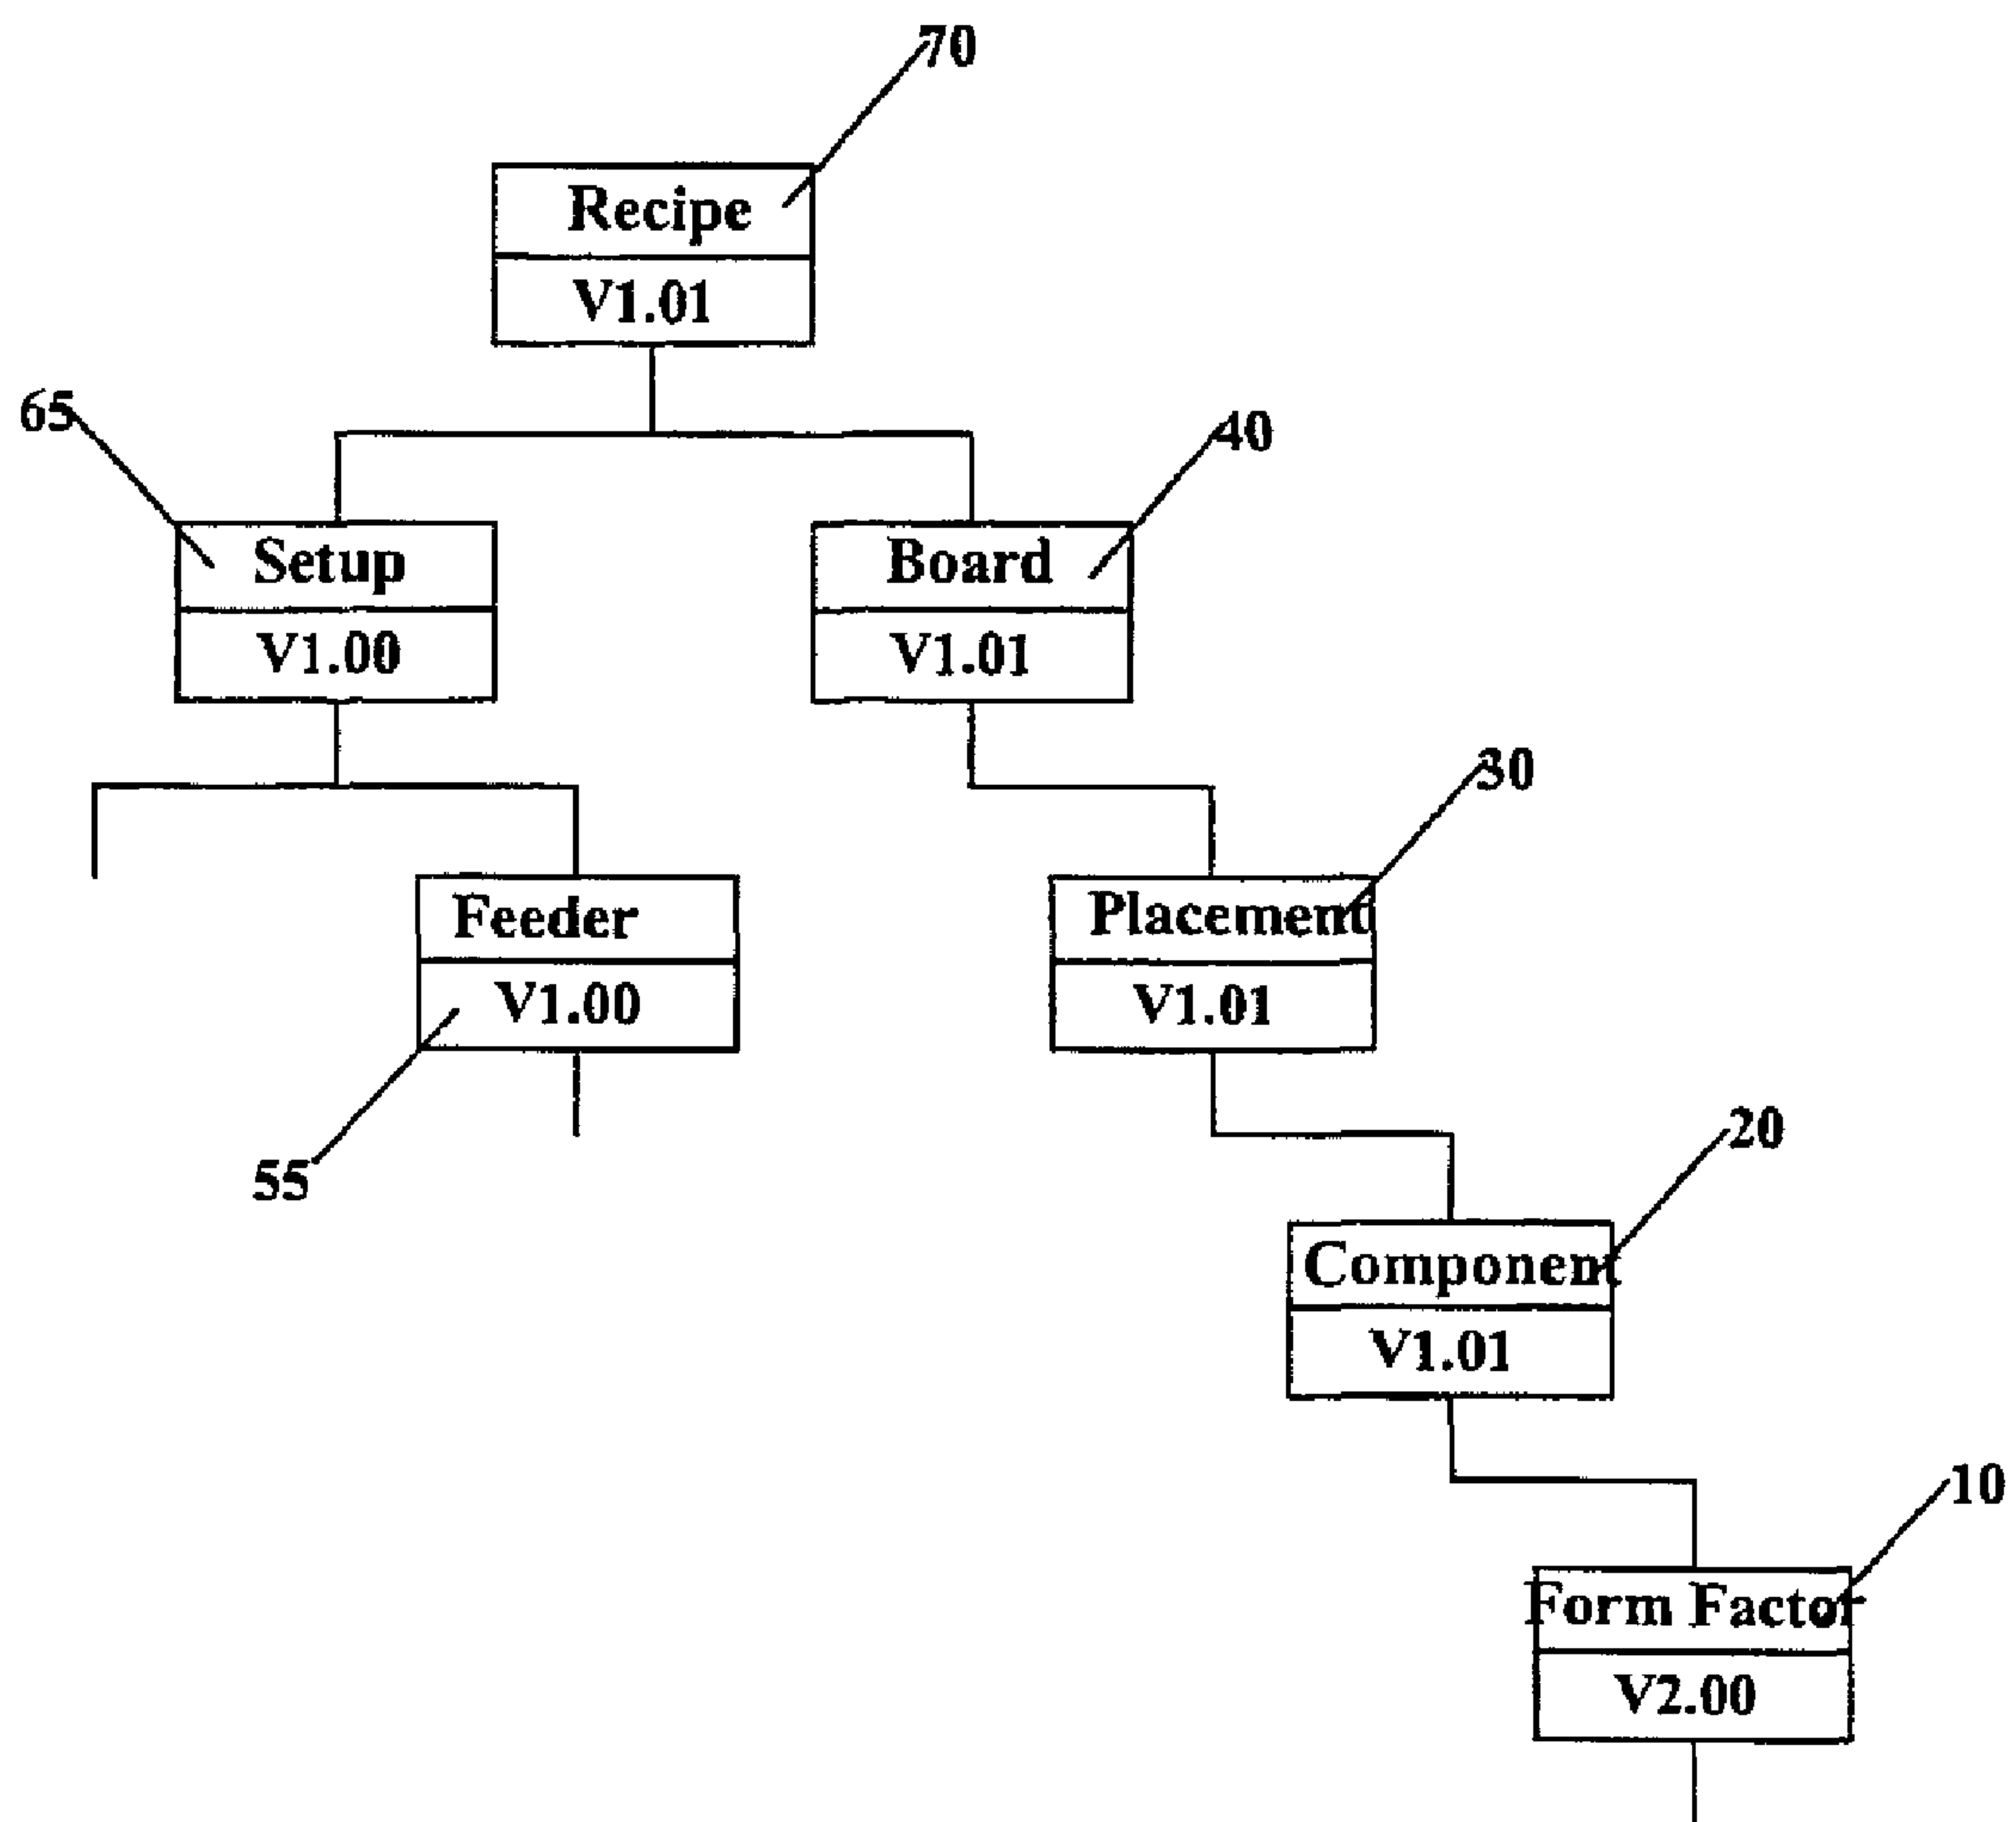 70
Recipe
V1.01
65
40
Setup
Board
V1.00
V1.01
30
Feeder
Placement
V1.00
V1.01
20
55
Component
V1.01
10
Form Factor
V2.00